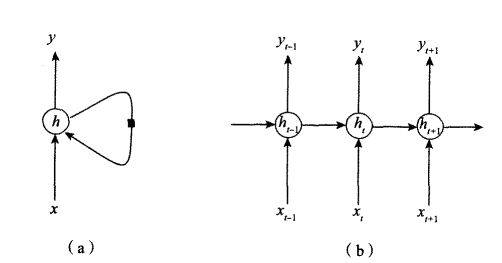 y
y_{t-1} y_t y_{t+1}
h
h_{t-1} h_t h_{t+1}
x
x_{t-1} x_t x_{t+1}
(a)
(b)